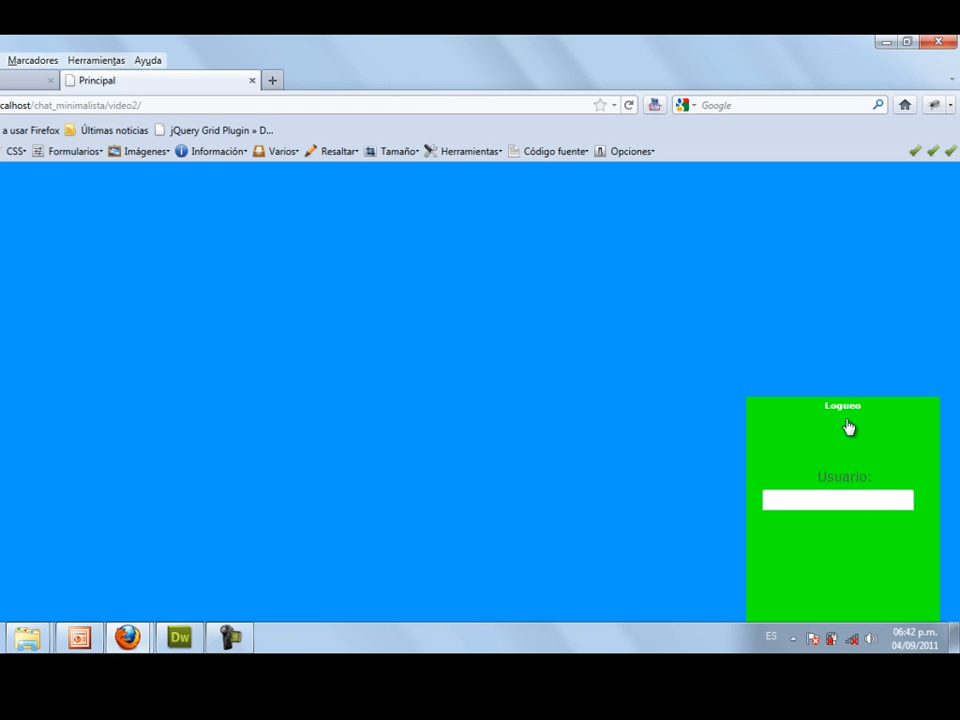 Marcadores Herramientas Ayuda
Principal
calhost/chat_minimalista/video2/ Google
a usar Firefox Últimas noticias jQuery Grid Plugin » D...
CSS Formularios Imágenes Información Varios Resaltar Tamaño Herramientas Código fuente Opciones
Logueo
Usuario:
Dw
ES
06:42 p.m.
04/09/2011